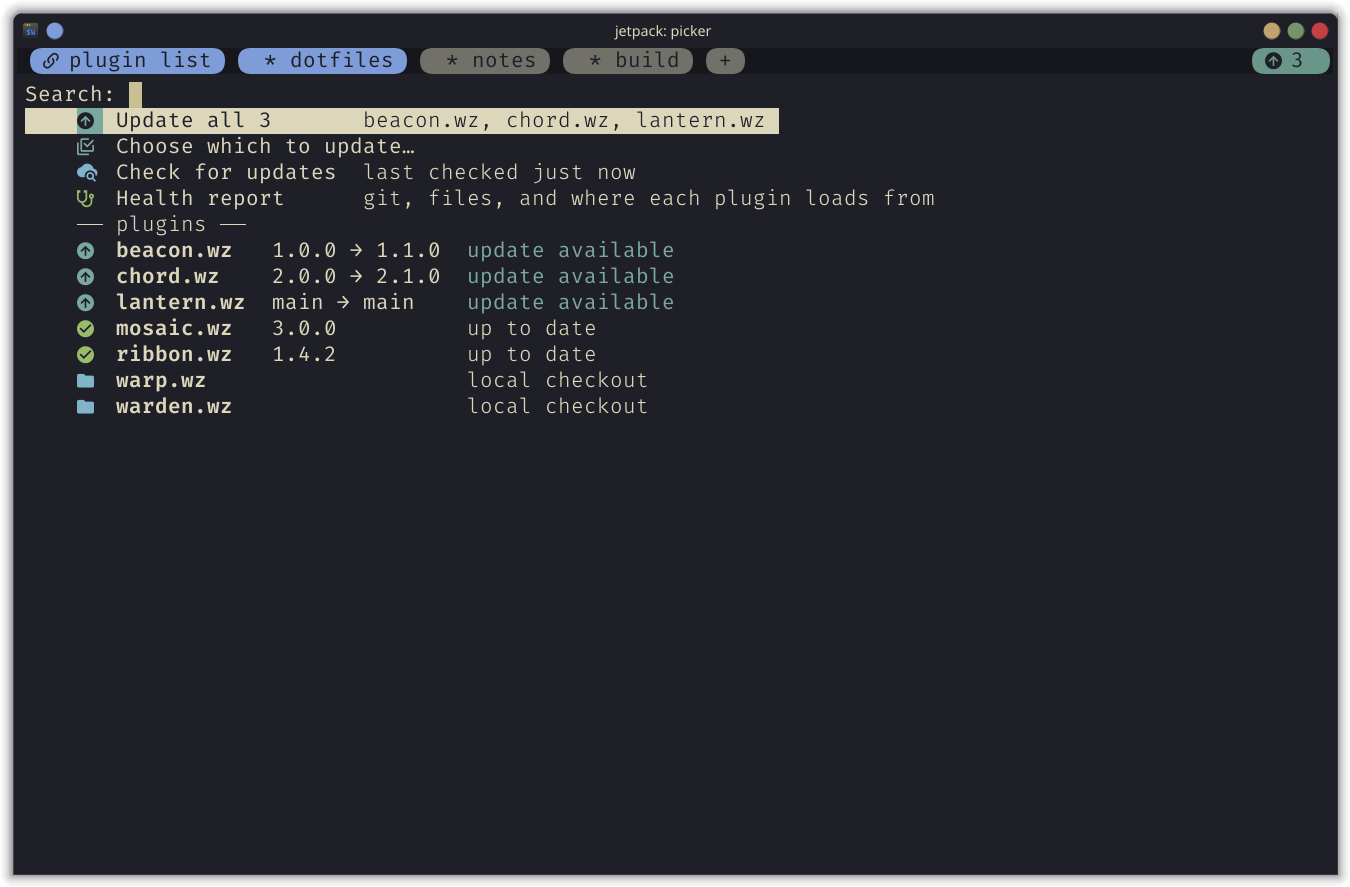 jetpack: picker
plugin list * dotfiles * notes * build + 3
Search:
Update all 3 beacon.wz, chord.wz, lantern.wz
Choose which to update…
Check for updates last checked just now
Health report git, files, and where each plugin loads from
── plugins ──
beacon.wz 1.0.0 → 1.1.0 update available
chord.wz 2.0.0 → 2.1.0 update available
lantern.wz main → main update available
mosaic.wz 3.0.0 up to date
ribbon.wz 1.4.2 up to date
warp.wz local checkout
warden.wz local checkout